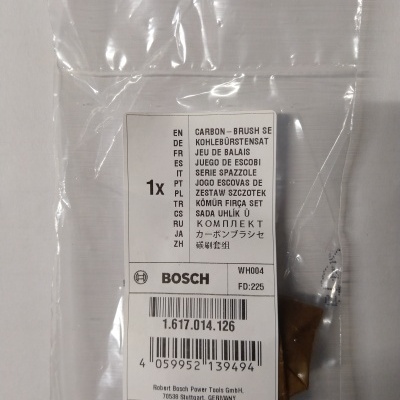 1x
EN CARBON-BRUSH SE
DE KOHLEBÜRSTENSAT
FR JEU DE BALAIS
ES JUEGO DE ESCOBI
IT SERIE SPAZZOLE
PT JOGO ESCOVAS DE
PL ZESTAW SZCZOTEK
TR KÖMÜR FIRÇA SET
CS SADA UHLÍK Ů
RU КОМПЛЕКТ
JA カーボンブラシセ
ZH 碳刷套组
BOSCH
WH004
FD:225
1.617.014.126
4 059952 139494
Robert Bosch Power Tools GmbH,
70538 Stuttgart, GERMANY